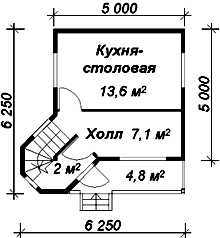 5 000
Кухня-
столовая
13,6 м²
5 000
6 250
Холл 7,1 м²
2 м²
4,8 м²
6 250